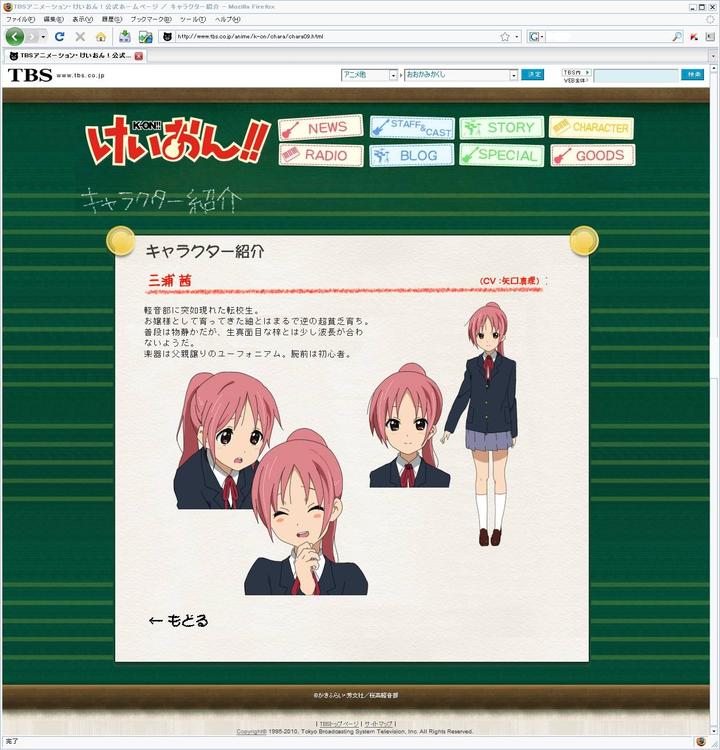 TBSアニメーション・けいおん！公式ホームページ ／ キャラクター紹介 - Mozilla Firefox
ファイル(F) 編集(E) 表示(V) 履歴(S) ブックマーク(B) ツール(T) ヘルプ(H)
http://www.tbs.co.jp/anime/k-on/chara/chara09.html
TBSアニメーション・けいおん！公式...
TBS www.tbs.co.jp
アニメ他 おおかみかくし 決定 TBS内 WEB全体 検索
K-ON!!
けいおん!!
NEWS STAFF&CAST STORY CHARACTER
RADIO BLOG SPECIAL GOODS
キャラクター紹介
キャラクター紹介
三浦 茜 (CV：矢口真理)
軽音部に突如現れた転校生。
お嬢様として育ってきた紬とはまるで逆の超貧乏育ち。
普段は物静かだが、生真面目な梓とは少し波長が合わ
ないようだ。
楽器は父親譲りのユーフォニアム。腕前は初心者。
← もどる
©かきふらい・芳文社／桜高軽音部
| TBSトップページ | サイトマップ |
Copyright© 1995-2010, Tokyo Broadcasting System Television, Inc. All Rights Reserved.
完了